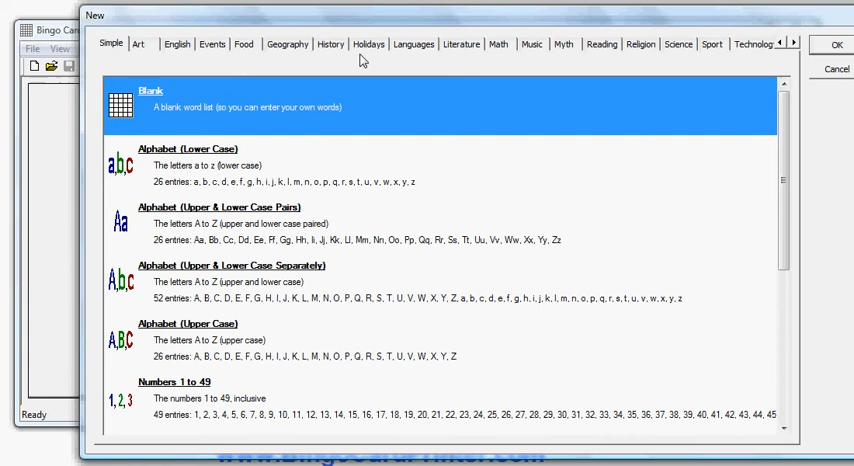 Bingo Car
File View
New
Simple Art English Events Food Geography History Holidays Languages Literature Math Music Myth Reading Religion Science Sport Technolog
OK
Cancel
Blank
A blank word list (so you can enter your own words)
a,b,c
Alphabet (Lower Case)
The letters a to z (lower case)
26 entries: a, b, c, d, e, f, g, h, i, j, k, l, m, n, o, p, q, r, s, t, u, v, w, x, y, z
Aa
Alphabet (Upper & Lower Case Pairs)
The letters A to Z (upper and lower case paired)
26 entries: Aa, Bb, Cc, Dd, Ee, Ff, Gg, Hh, Ii, Jj, Kk, Ll, Mm, Nn, Oo, Pp, Qq, Rr, Ss, Tt, Uu, Vv, Ww, Xx, Yy, Zz
A,b,c
Alphabet (Upper & Lower Case Separately)
The letters A to Z (upper and lower case)
52 entries: A, B, C, D, E, F, G, H, I, J, K, L, M, N, O, P, Q, R, S, T, U, V, W, X, Y, Z, a, b, c, d, e, f, g, h, i, j, k, l, m, n, o, p, q, r, s, t, u, v, w, x, y, z
A,B,C
Alphabet (Upper Case)
The letters A to Z (upper case)
26 entries: A, B, C, D, E, F, G, H, I, J, K, L, M, N, O, P, Q, R, S, T, U, V, W, X, Y, Z
1,2,3
Numbers 1 to 49
The numbers 1 to 49, inclusive
49 entries: 1, 2, 3, 4, 5, 6, 7, 8, 9, 10, 11, 12, 13, 14, 15, 16, 17, 18, 19, 20, 21, 22, 23, 24, 25, 26, 27, 28, 29, 30, 31, 32, 33, 34, 35, 36, 37, 38, 39, 40, 41, 42, 43, 44, 45
Ready
www.BingoCardPrinter.com